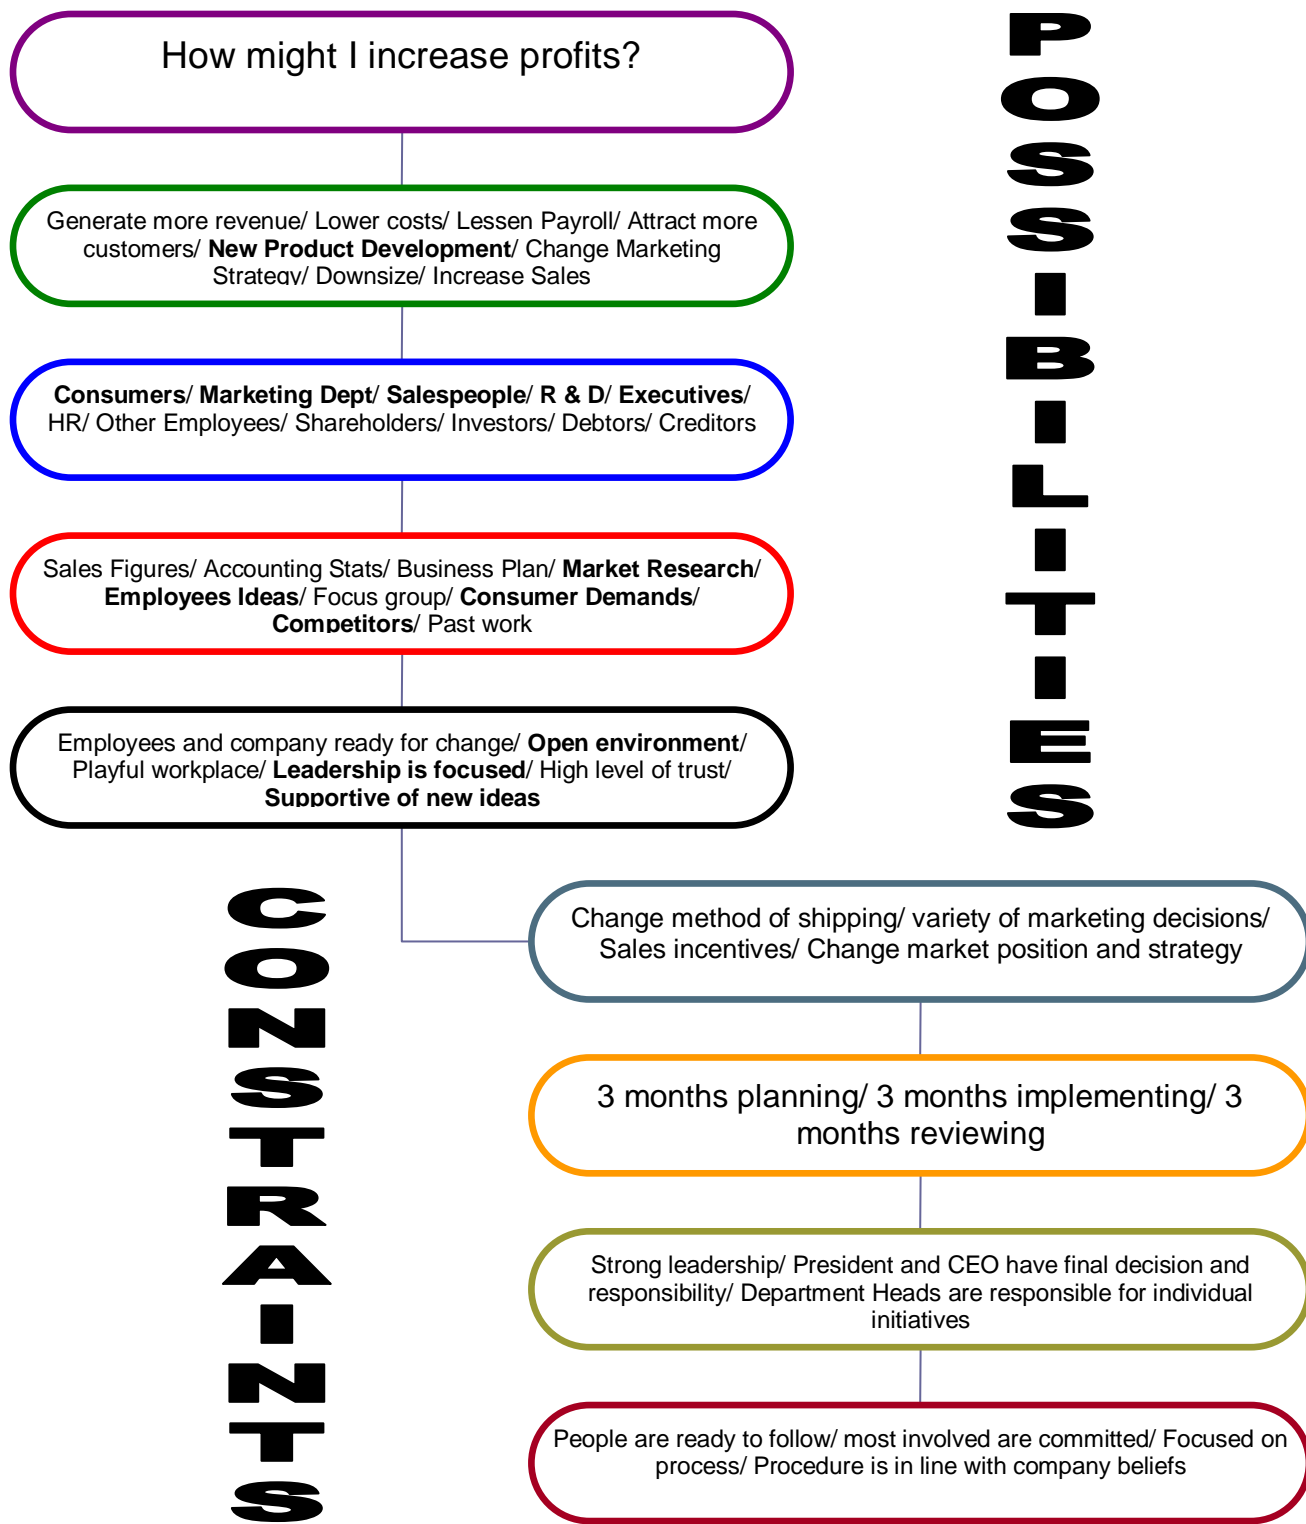 How might I increase profits?
Generate more revenue/ Lower costs/ Lessen Payroll/ Attract more
customers/ New Product Development/ Change Marketing
Strategy/ Downsize/ Increase Sales
Consumers/ Marketing Dept/ Salespeople/ R & D/ Executives/
HR/ Other Employees/ Shareholders/ Investors/ Debtors/ Creditors
Sales Figures/ Accounting Stats/ Business Plan/ Market Research/
Employees Ideas/ Focus group/ Consumer Demands/
Competitors/ Past work
Employees and company ready for change/ Open environment/
Playful workplace/ Leadership is focused/ High level of trust/
Supportive of new ideas
POSSIBILITIES
CONSTRAINTS
Change method of shipping/ variety of marketing decisions/
Sales incentives/ Change market position and strategy
3 months planning/ 3 months implementing/ 3
months reviewing
Strong leadership/ President and CEO have final decision and
responsibility/ Department Heads are responsible for individual
initiatives
People are ready to follow/ most involved are committed/ Focused on
process/ Procedure is in line with company beliefs